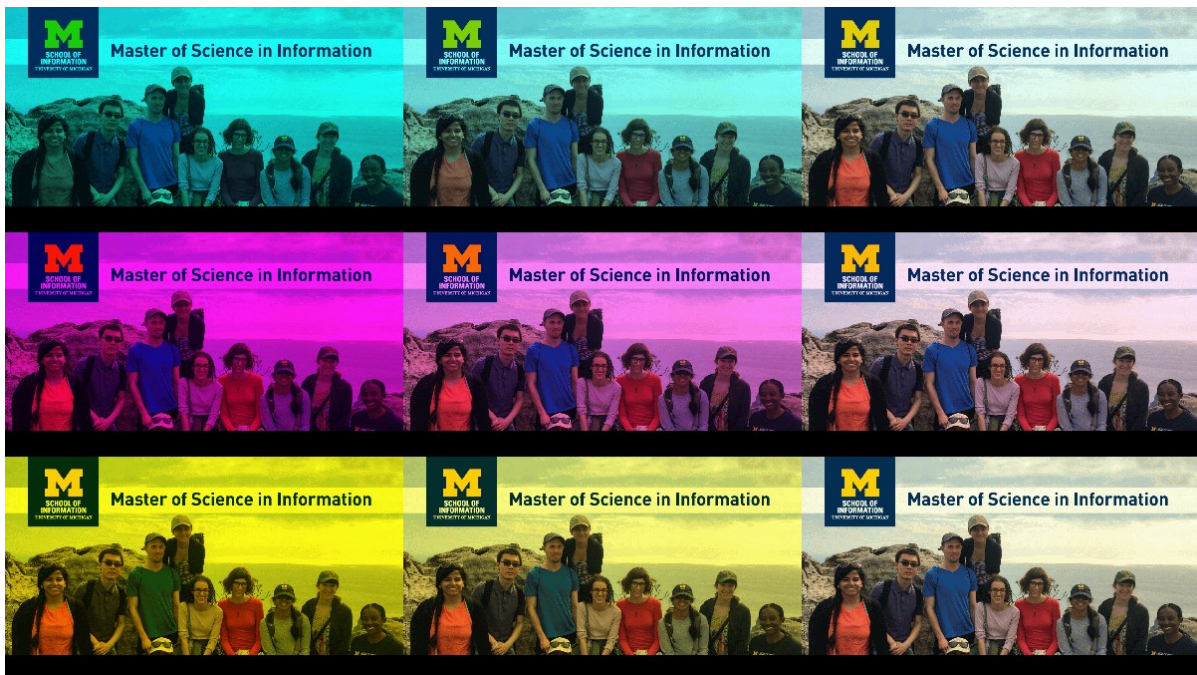 M
SCHOOL OF
INFORMATION
UNIVERSITY OF MICHIGAN
Master of Science in Information
M
SCHOOL OF
INFORMATION
UNIVERSITY OF MICHIGAN
Master of Science in Information
M
SCHOOL OF
INFORMATION
UNIVERSITY OF MICHIGAN
Master of Science in Information
M
SCHOOL OF
INFORMATION
UNIVERSITY OF MICHIGAN
Master of Science in Information
M
SCHOOL OF
INFORMATION
UNIVERSITY OF MICHIGAN
Master of Science in Information
M
SCHOOL OF
INFORMATION
UNIVERSITY OF MICHIGAN
Master of Science in Information
M
SCHOOL OF
INFORMATION
UNIVERSITY OF MICHIGAN
Master of Science in Information
M
SCHOOL OF
INFORMATION
UNIVERSITY OF MICHIGAN
Master of Science in Information
M
SCHOOL OF
INFORMATION
UNIVERSITY OF MICHIGAN
Master of Science in Information